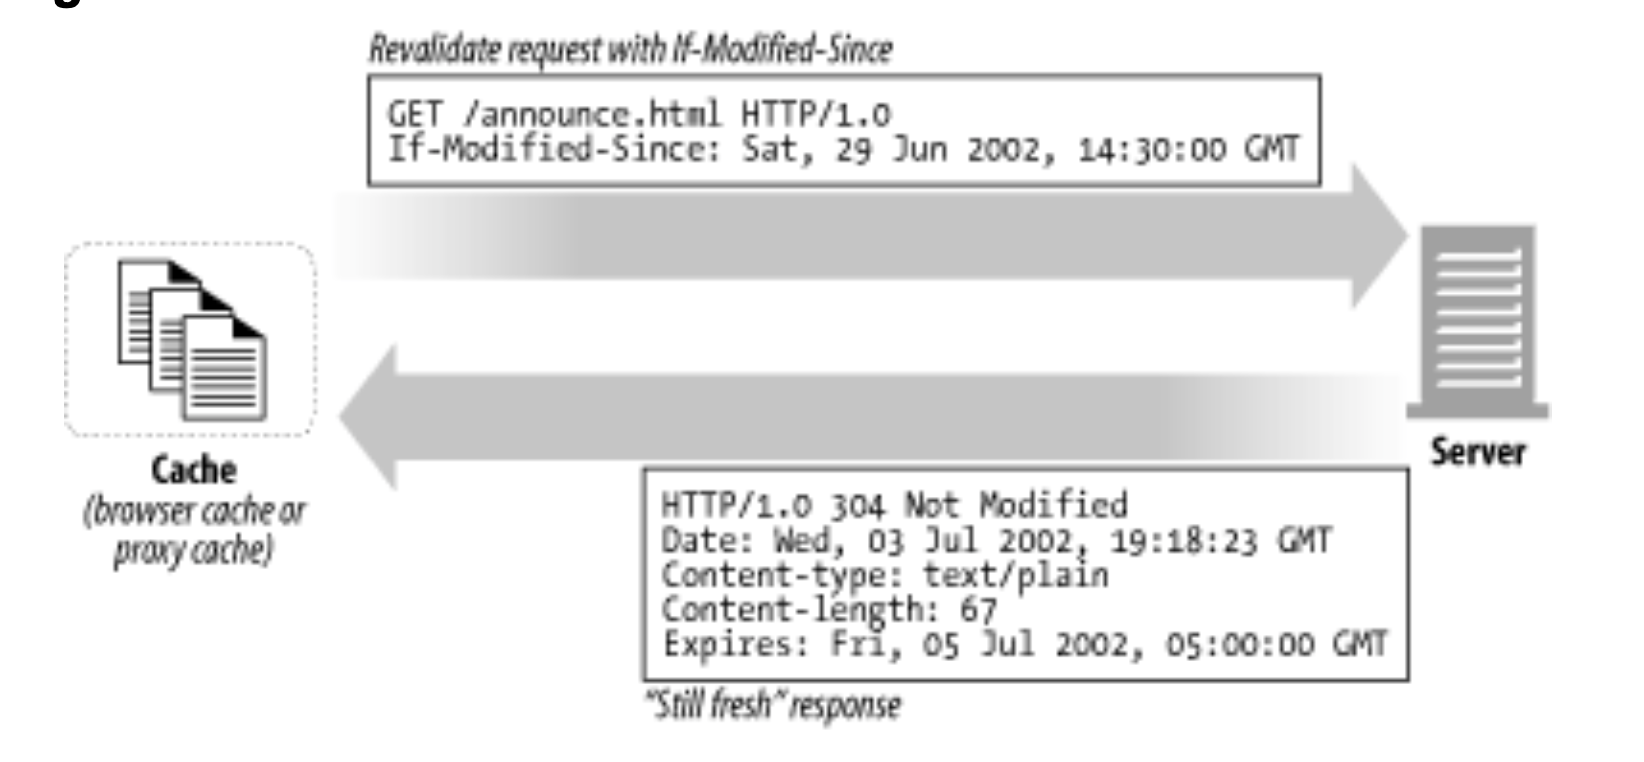 Revalidate request with If-Modified-Since
GET /announce.html HTTP/1.0
If-Modified-Since: Sat, 29 Jun 2002, 14:30:00 GMT
Cache
(browser cache or
proxy cache)
Server
HTTP/1.0 304 Not Modified
Date: Wed, 03 Jul 2002, 19:18:23 GMT
Content-type: text/plain
Content-length: 67
Expires: Fri, 05 Jul 2002, 05:00:00 GMT
“Still fresh” response